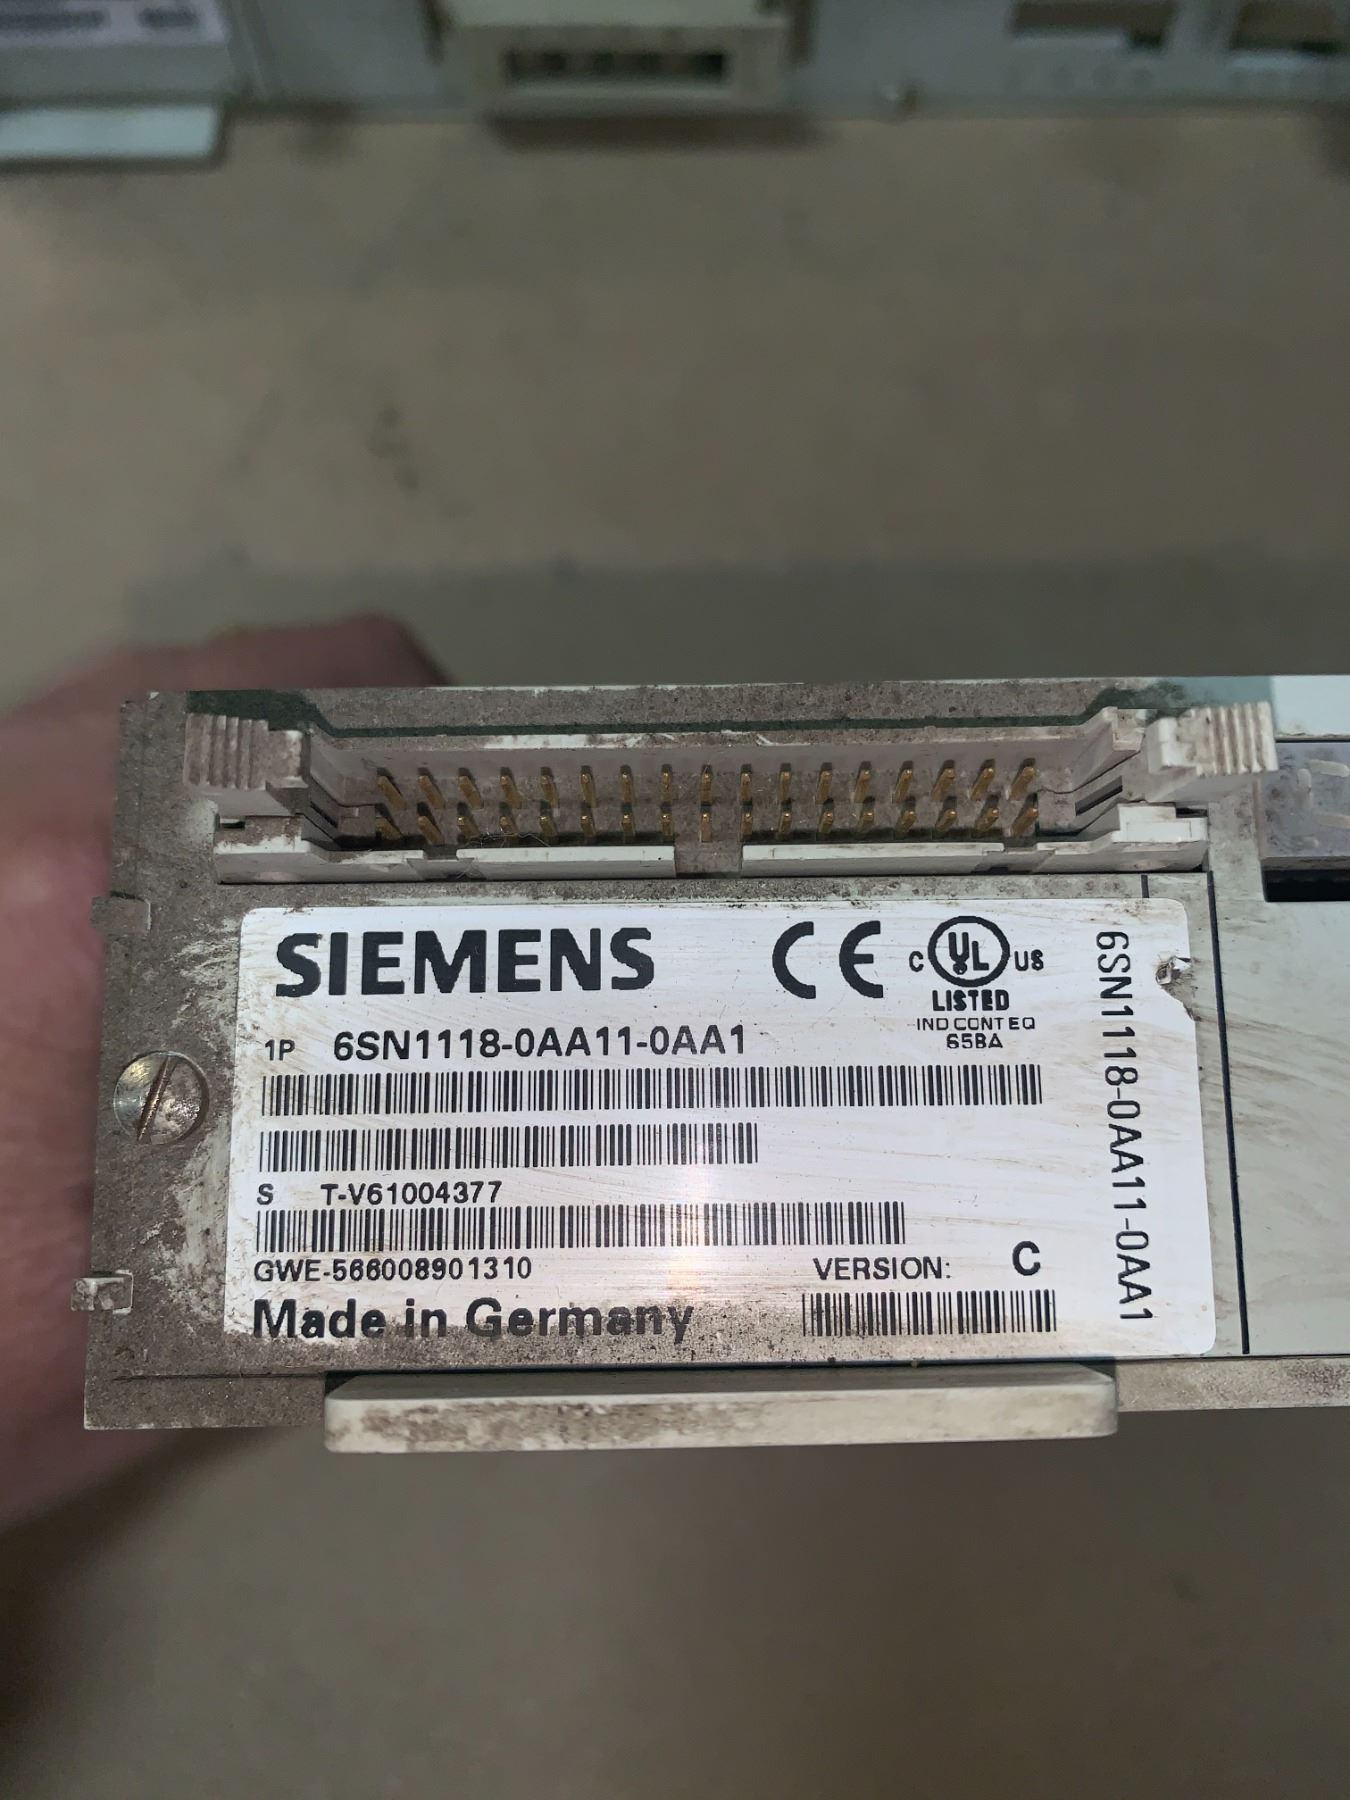 SIEMENS
CE
C UL US
LISTED
IND CONT EQ
65BA
1P 6SN1118-0AA11-0AA1
S T-V61004377
GWE-566008901310
VERSION: C
Made in Germany
6SN1118-0AA11-0AA1